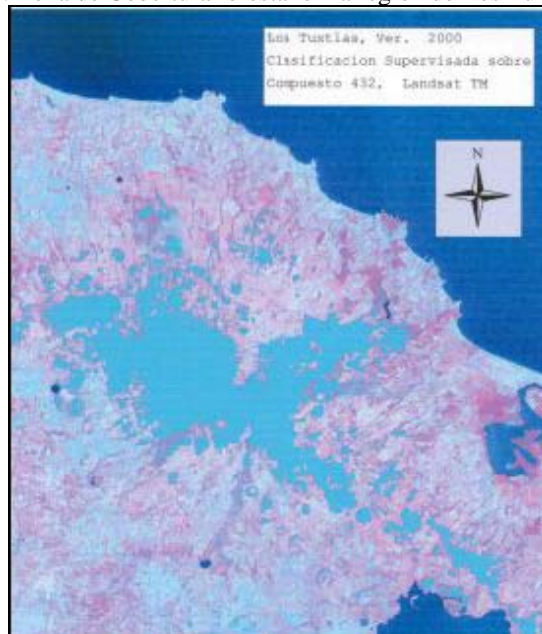 Los Tuxtlas, Ver. 2000
Clasificacion Supervisada sobre
Compuesto 432, Landsat TM
N